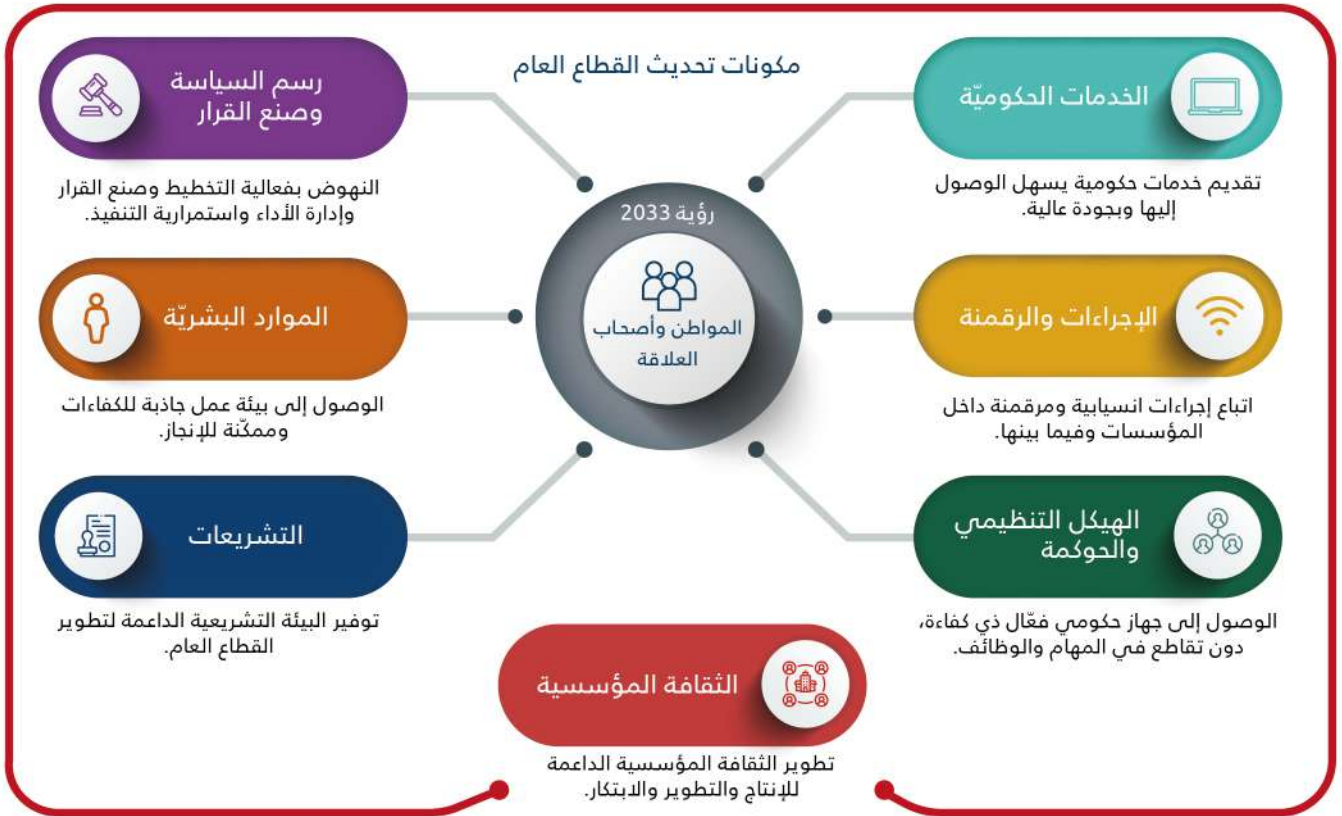 مكونات تحديث القطاع العام
الخدمات الحكوميّة
تقديم خدمات حكومية يسهل الوصول
إليها وبجودة عالية.
الإجراءات والرقمنة
اتباع إجراءات انسيابية ومرقمنة داخل
المؤسسات وفيما بينها.
الهيكل التنظيمي
والحوكمة
الوصول إلى جهاز حكومي فعّال ذي كفاءة،
دون تقاطع في المهام والوظائف.
رؤية 2033
المواطن وأصحاب
العلاقة
رسم السياسة
وصنع القرار
النهوض بفعالية التخطيط وصنع القرار
وإدارة الأداء واستمرارية التنفيذ.
الموارد البشريّة
الوصول إلى بيئة عمل جاذبة للكفاءات
وممكّنة للإنجاز.
التشريعات
توفير البيئة التشريعية الداعمة لتطوير
القطاع العام.
الثقافة المؤسسية
تطوير الثقافة المؤسسية الداعمة
للإنتاج والتطوير والابتكار.